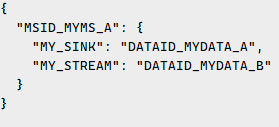 {
  "MSID_MYMS_A": {
    "MY_SINK": "DATAID_MYDATA_A",
    "MY_STREAM": "DATAID_MYDATA_B"
  }
}